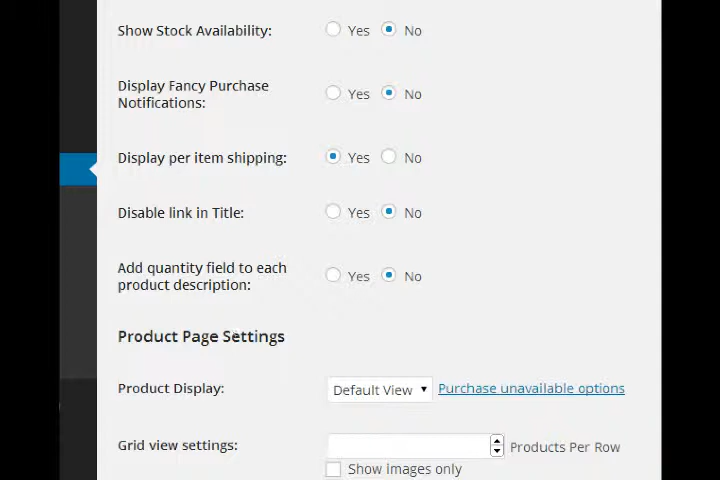 Show Stock Availability: Yes No
Display Fancy Purchase
Notifications: Yes No
Display per item shipping: Yes No
Disable link in Title: Yes No
Add quantity field to each
product description: Yes No
Product Page Settings
Product Display: Default View Purchase unavailable options
Grid view settings: Products Per Row
Show images only